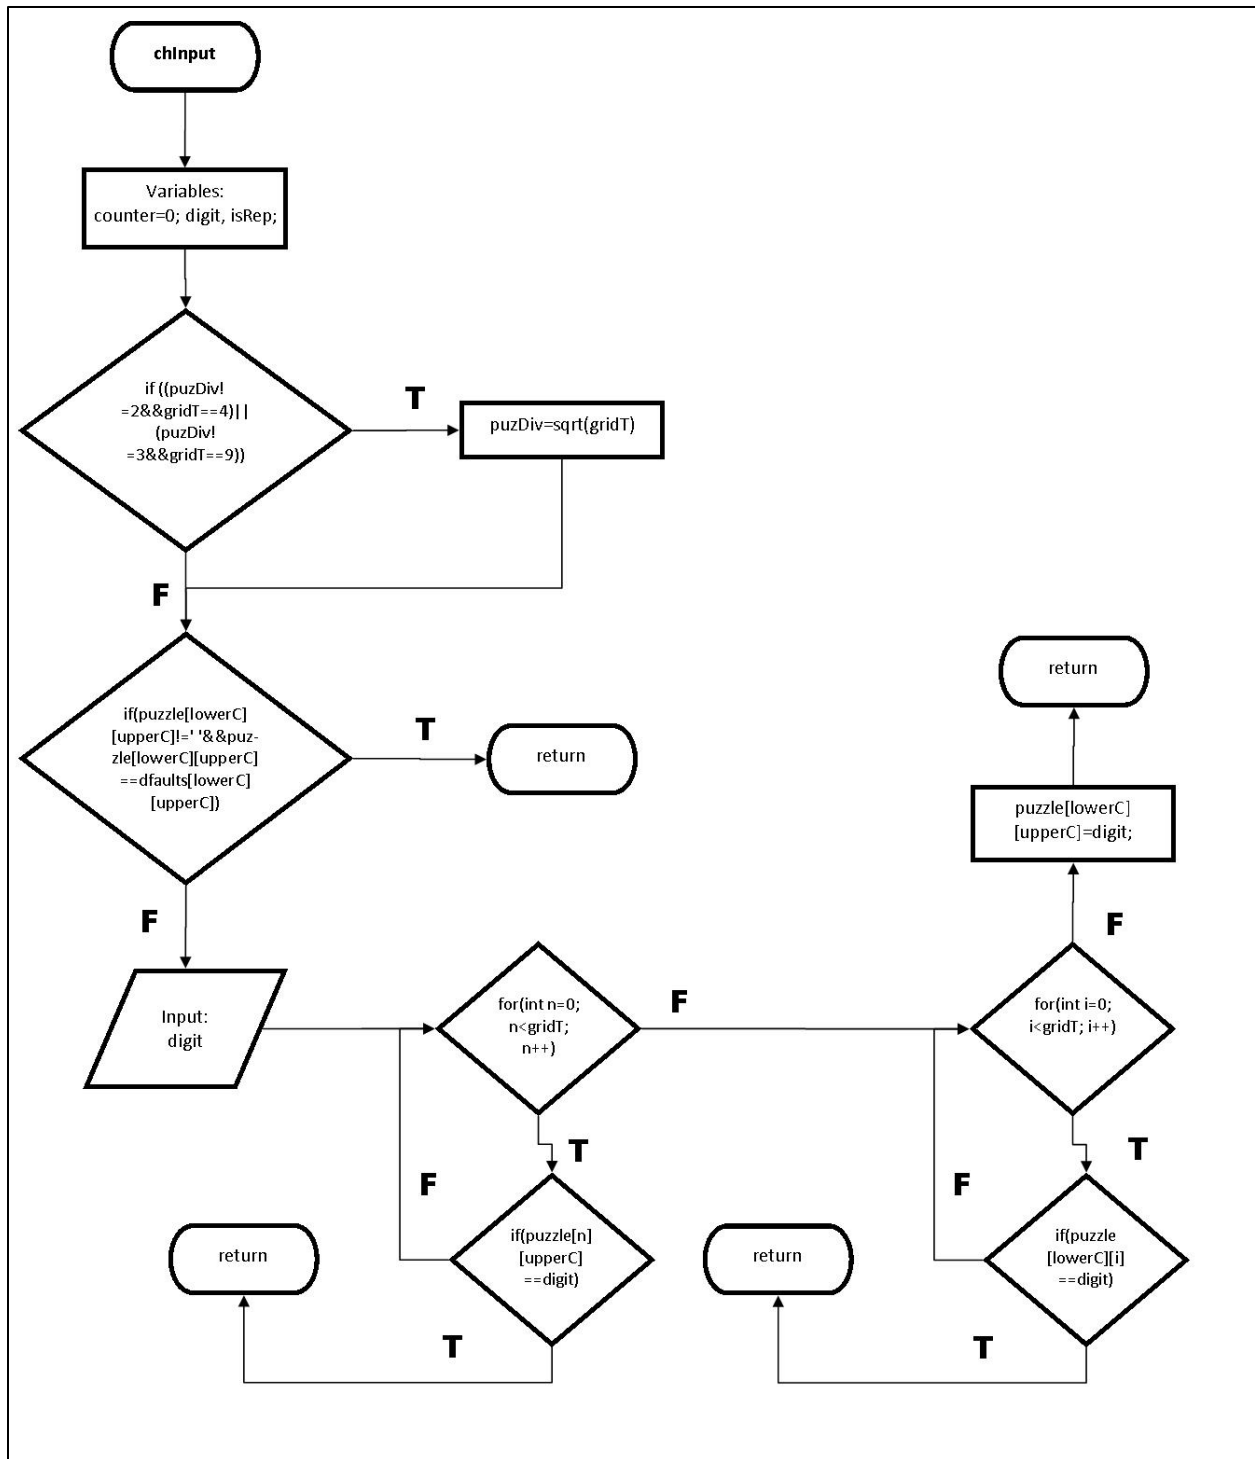 chInput
Variables:
counter=0; digit, isRep;
if ((puzDiv!
=2&&gridT==4)||
(puzDiv!
=3&&gridT==9))
T
puzDiv=sqrt(gridT)
F
if(puzzle[lowerC]
[upperC]!=' '&&puz-
zle[lowerC][upperC]
==dfaults[lowerC]
[upperC])
T
return
F
Input:
digit
for(int n=0;
n<gridT;
n++)
F
T
if(puzzle[n]
[upperC]
==digit)
F
T
return
for(int i=0;
i<gridT; i++)
T
if(puzzle
[lowerC][i]
==digit)
F
T
return
F
puzzle[lowerC]
[upperC]=digit;
return